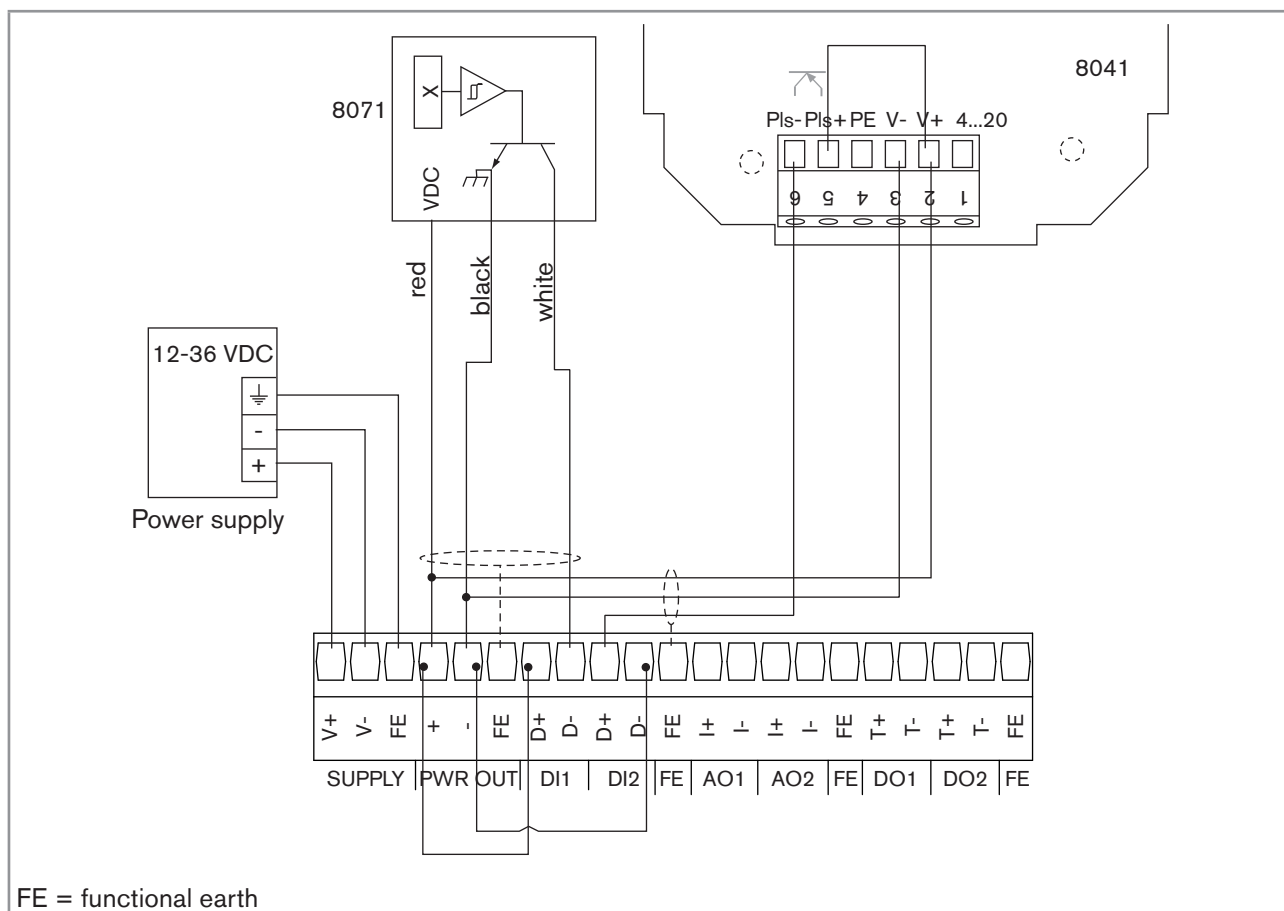 8071
X
VDC
red
black
white
8041
Pls- Pls+ PE V- V+ 4...20
6 5 4 3 2 1
12-36 VDC
-
+
Power supply
V+ V- FE + - FE D+ D- D+ D- FE I+ I- I+ I- FE T+ T- T+ T- FE
SUPPLY PWR OUT DI1 DI2 FE AO1 AO2 FE DO1 DO2 FE
FE = functional earth